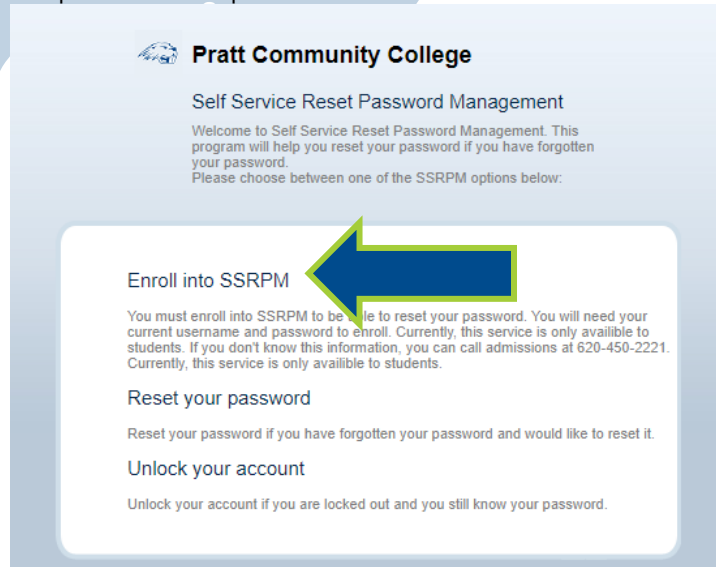 Pratt Community College
Self Service Reset Password Management
Welcome to Self Service Reset Password Management. This
program will help you reset your password if you have forgotten
your password.
Please choose between one of the SSRPM options below:
Enroll into SSRPM
You must enroll into SSRPM to be to reset your password. You will need your
current username and password to enroll. Currently, this service is only availible to
students. If you don't know this information, you can call admissions at 620-450-2221.
Currently, this service is only availible to students.
Reset your password
Reset your password if you have forgotten your password and would like to reset it.
Unlock your account
Unlock your account if you are locked out and you still know your password.